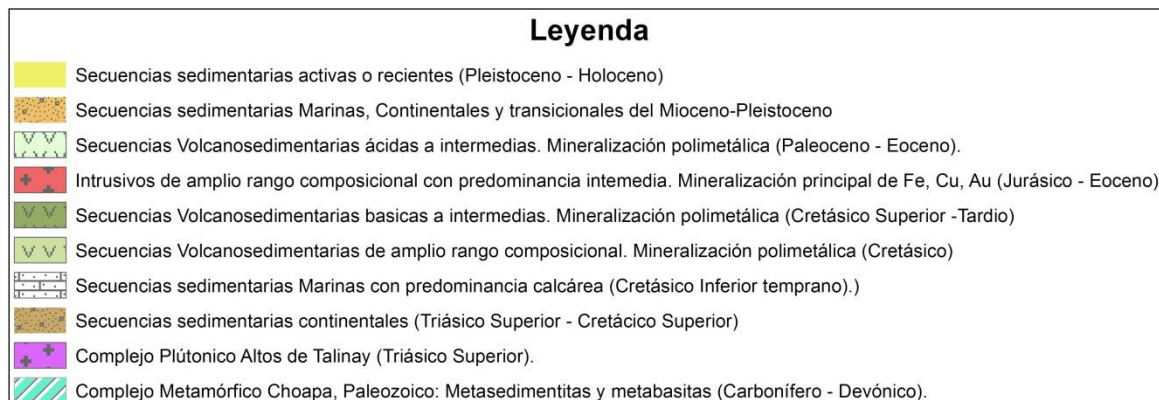 Leyenda
Secuencias sedimentarias activas o recientes (Pleistoceno - Holoceno)
Secuencias sedimentarias Marinas, Continentales y transicionales del Mioceno-Pleistoceno
Secuencias Volcanosedimentarias ácidas a intermedias. Mineralización polimetálica (Paleoceno - Eoceno).
Intrusivos de amplio rango composicional con predominancia intemedia. Mineralización principal de Fe, Cu, Au (Jurásico - Eoceno)
Secuencias Volcanosedimentarias basicas a intermedias. Mineralización polimetálica (Cretásico Superior -Tardio)
Secuencias Volcanosedimentarias de amplio rango composicional. Mineralización polimetálica (Cretásico)
Secuencias sedimentarias Marinas con predominancia calcárea (Cretásico Inferior temprano).)
Secuencias sedimentarias continentales (Triásico Superior - Cretácico Superior)
Complejo Plútonico Altos de Talinay (Triásico Superior).
Complejo Metamórfico Choapa, Paleozoico: Metasedimentitas y metabasitas (Carbonífero - Devónico).